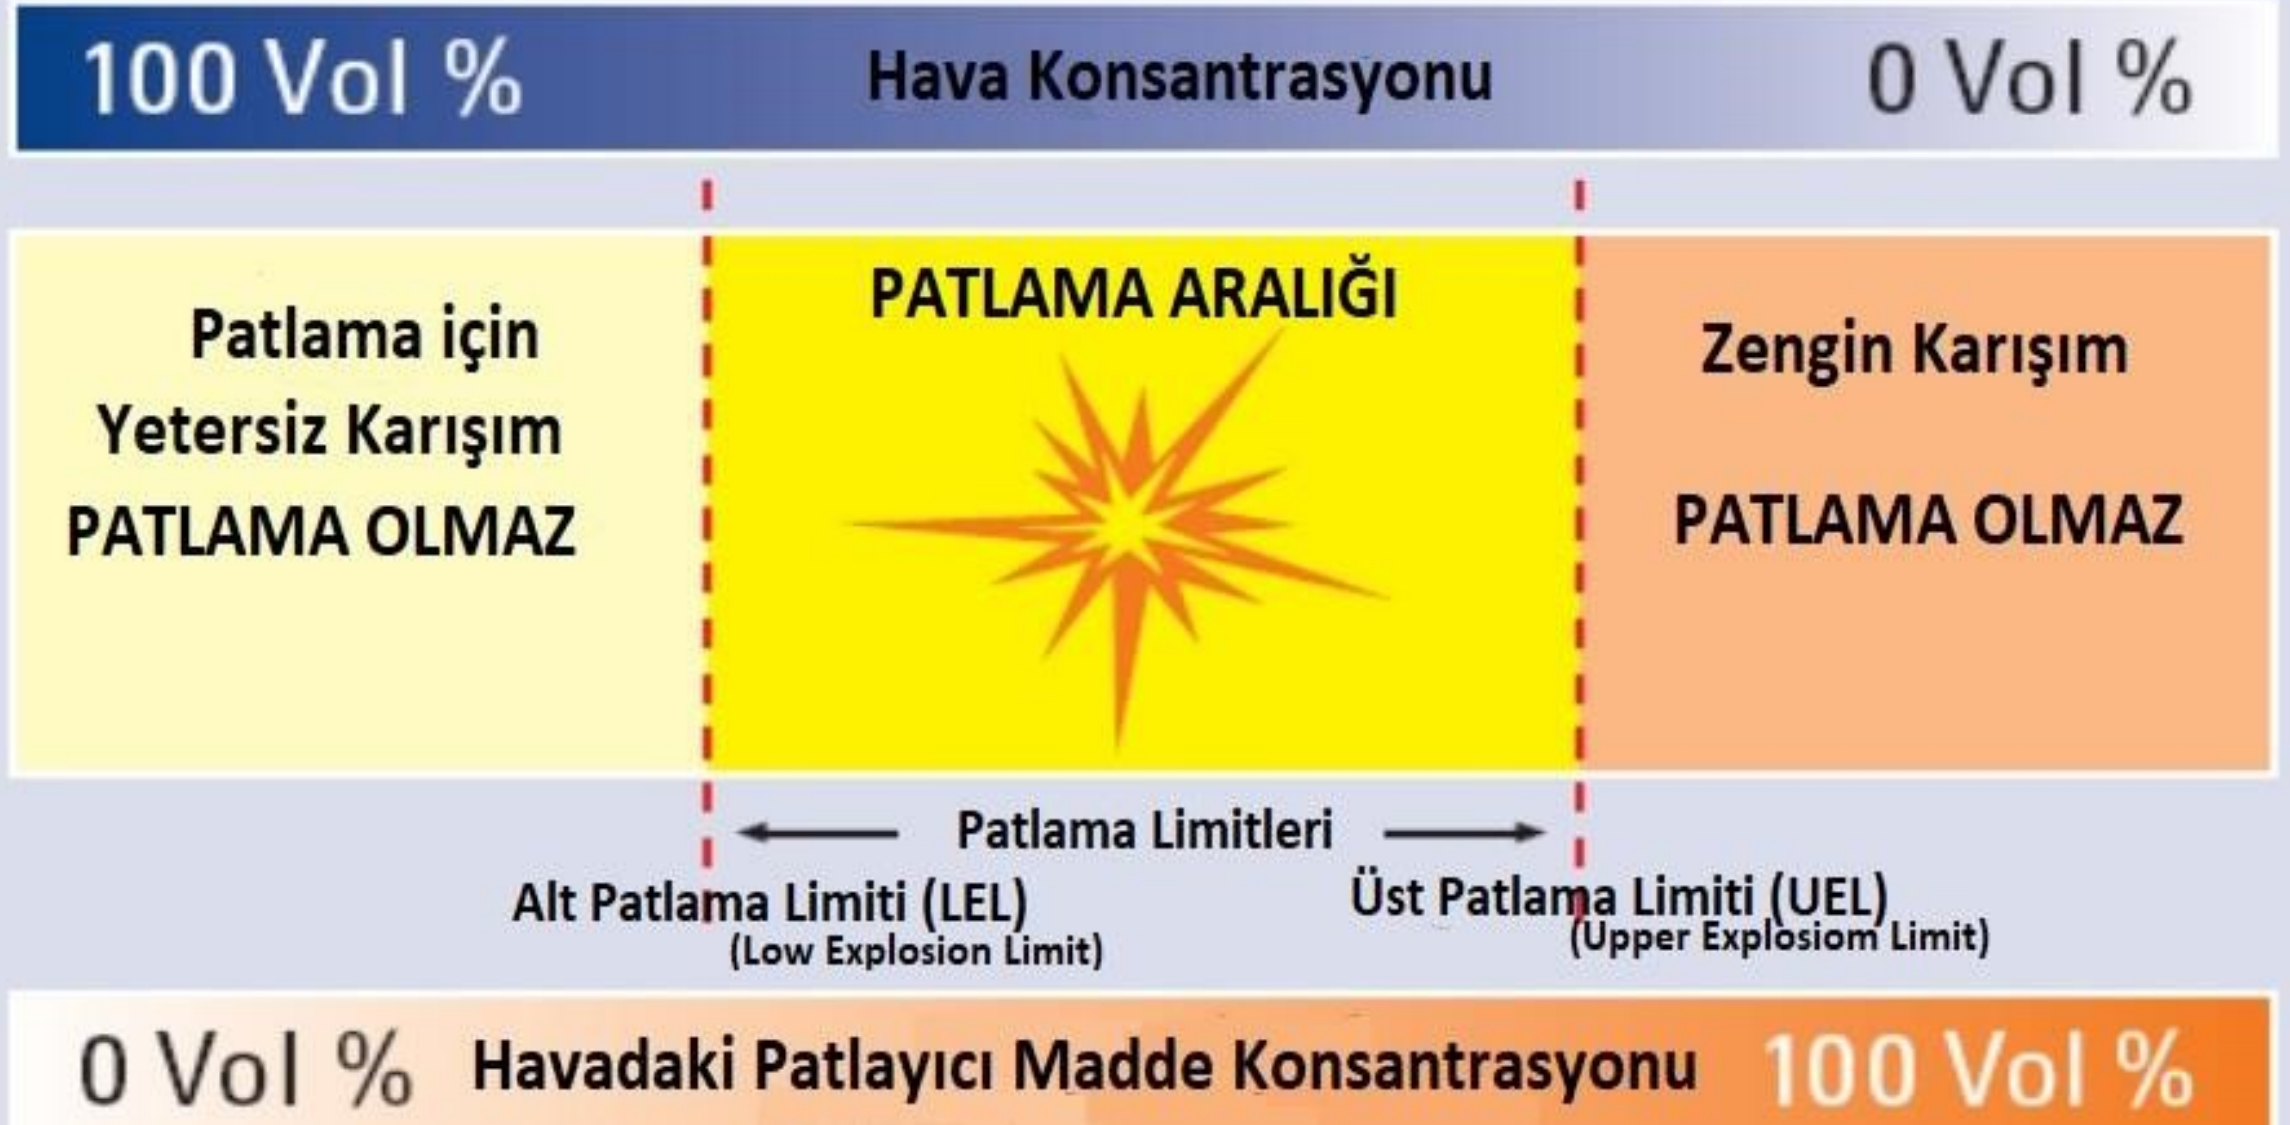 100 Vol % Hava Konsantrasyonu 0 Vol %
PATLAMA ARALIĞI
Patlama için
Yetersiz Karışım
PATLAMA OLMAZ
Zengin Karışım
PATLAMA OLMAZ
Patlama Limitleri
Alt Patlama Limiti (LEL)
(Low Explosion Limit)
Üst Patlama Limiti (UEL)
(Upper Explosiom Limit)
0 Vol % Havadaki Patlayıcı Madde Konsantrasyonu 100 Vol %